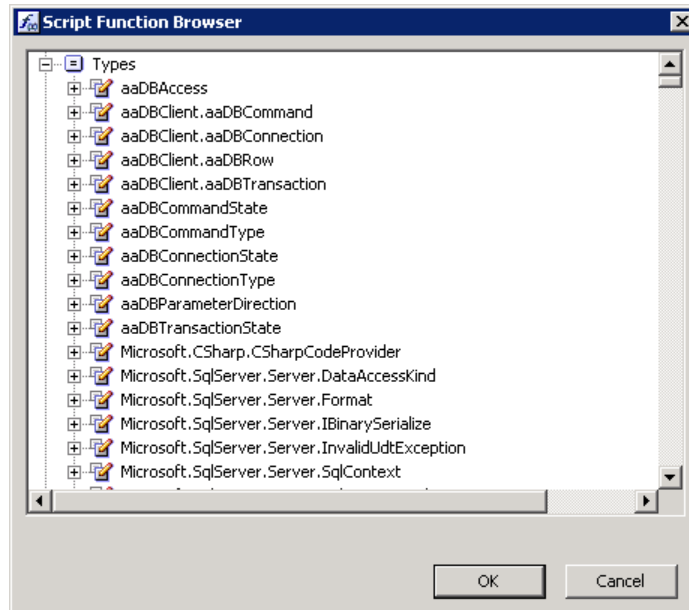 Script Function Browser
Types
aaDBAccess
aaDBClient.aaDBCommand
aaDBClient.aaDBConnection
aaDBClient.aaDBRow
aaDBClient.aaDBTransaction
aaDBCommandState
aaDBCommandType
aaDBConnectionState
aaDBConnectionType
aaDBParameterDirection
aaDBTransactionState
Microsoft.CSharp.CSharpCodeProvider
Microsoft.SqlServer.Server.DataAccessKind
Microsoft.SqlServer.Server.Format
Microsoft.SqlServer.Server.IBinarySerialize
Microsoft.SqlServer.Server.InvalidUdtException
Microsoft.SqlServer.Server.SqlContext
OK Cancel